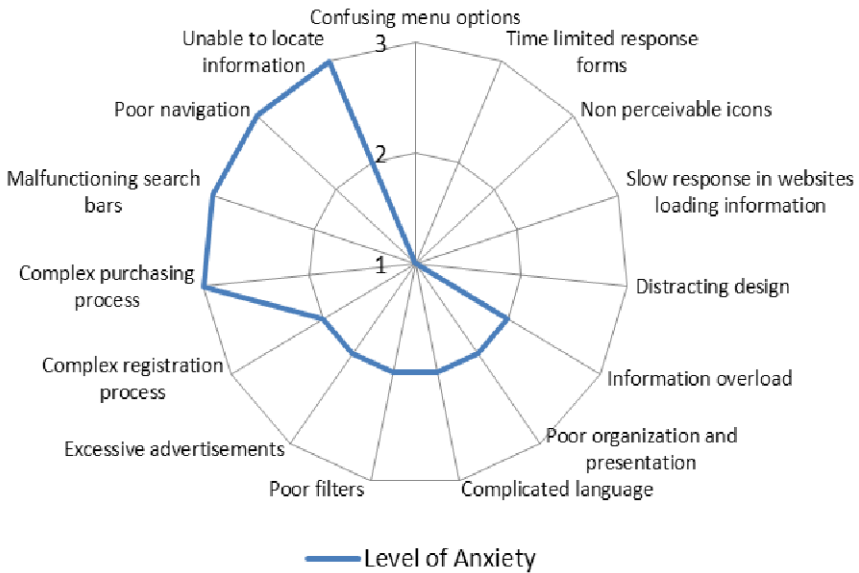 Confusing menu options
Unable to locate
information
3
Time limited response
forms
Poor navigation
Non perceivable icons
2
Malfunctioning search
bars
Slow response in websites
loading information
1
Complex purchasing
process
Distracting design
Complex registration
process
Information overload
Excessive advertisements
Poor organization and
presentation
Poor filters
Complicated language
Level of Anxiety